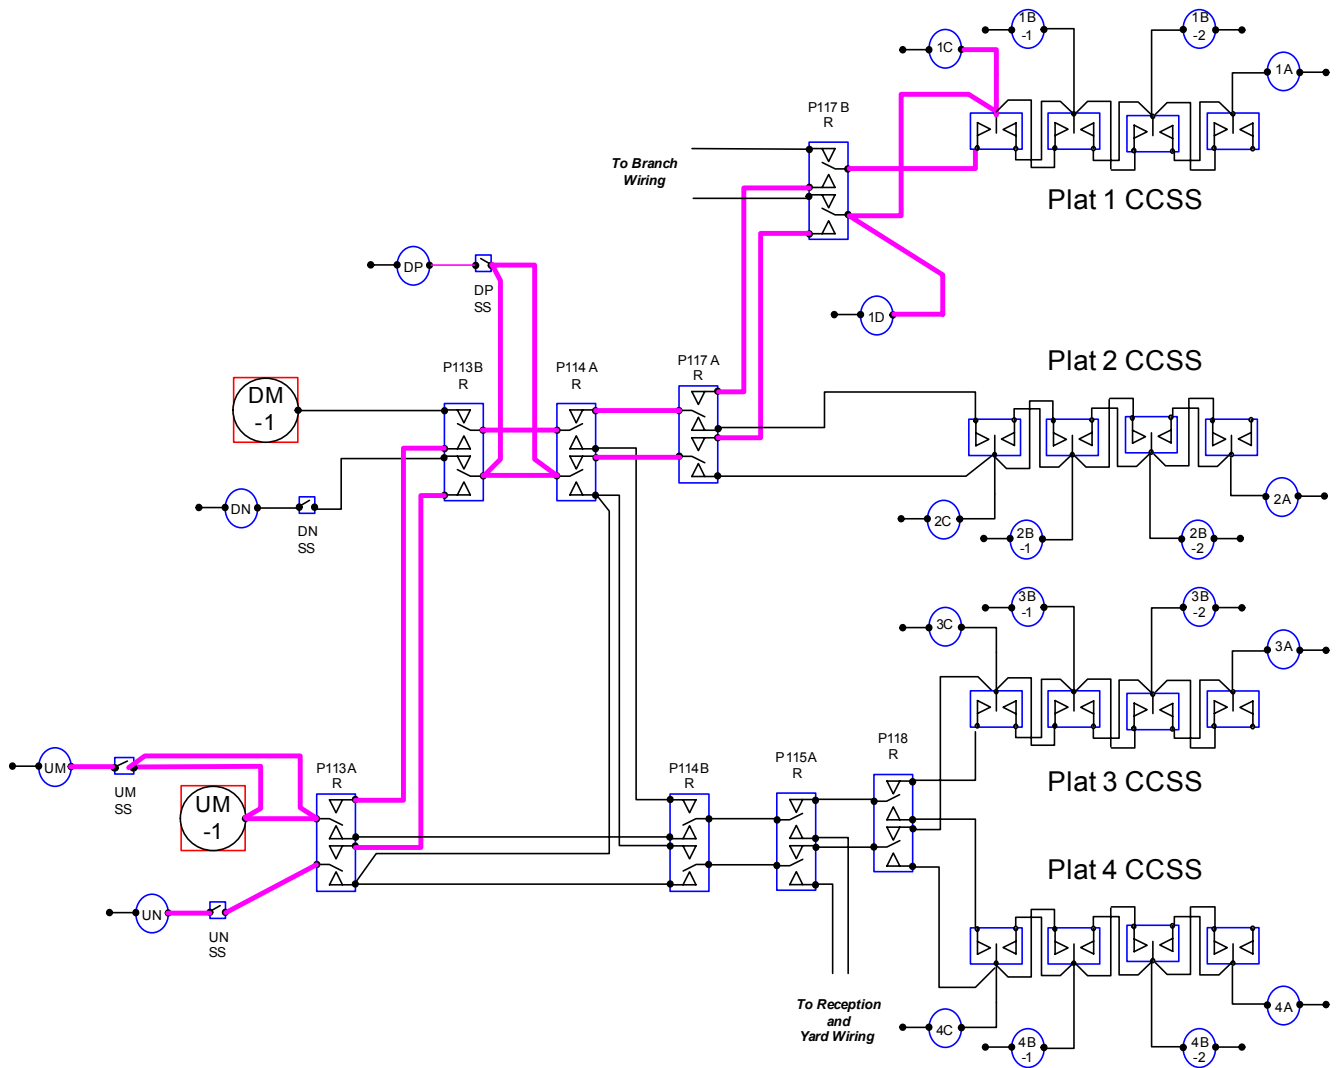 1B
-1
1B
-2
1C
1A
P117 B
R
To Branch
Wiring
Plat 1 CCSS
DP
DP
SS
1D
P113B
R
P114 A
R
P117 A
R
Plat 2 CCSS
DM
-1
DN
DN
SS
2C
2A
2B
-1
2B
-2
3B
-1
3B
-2
3C
3A
UM
UM
SS
UM
-1
P113A
R
P114B
R
P115A
R
P118
R
Plat 3 CCSS
Plat 4 CCSS
UN
UN
SS
To Reception
and
Yard Wiring
4C
4A
4B
-1
4B
-2